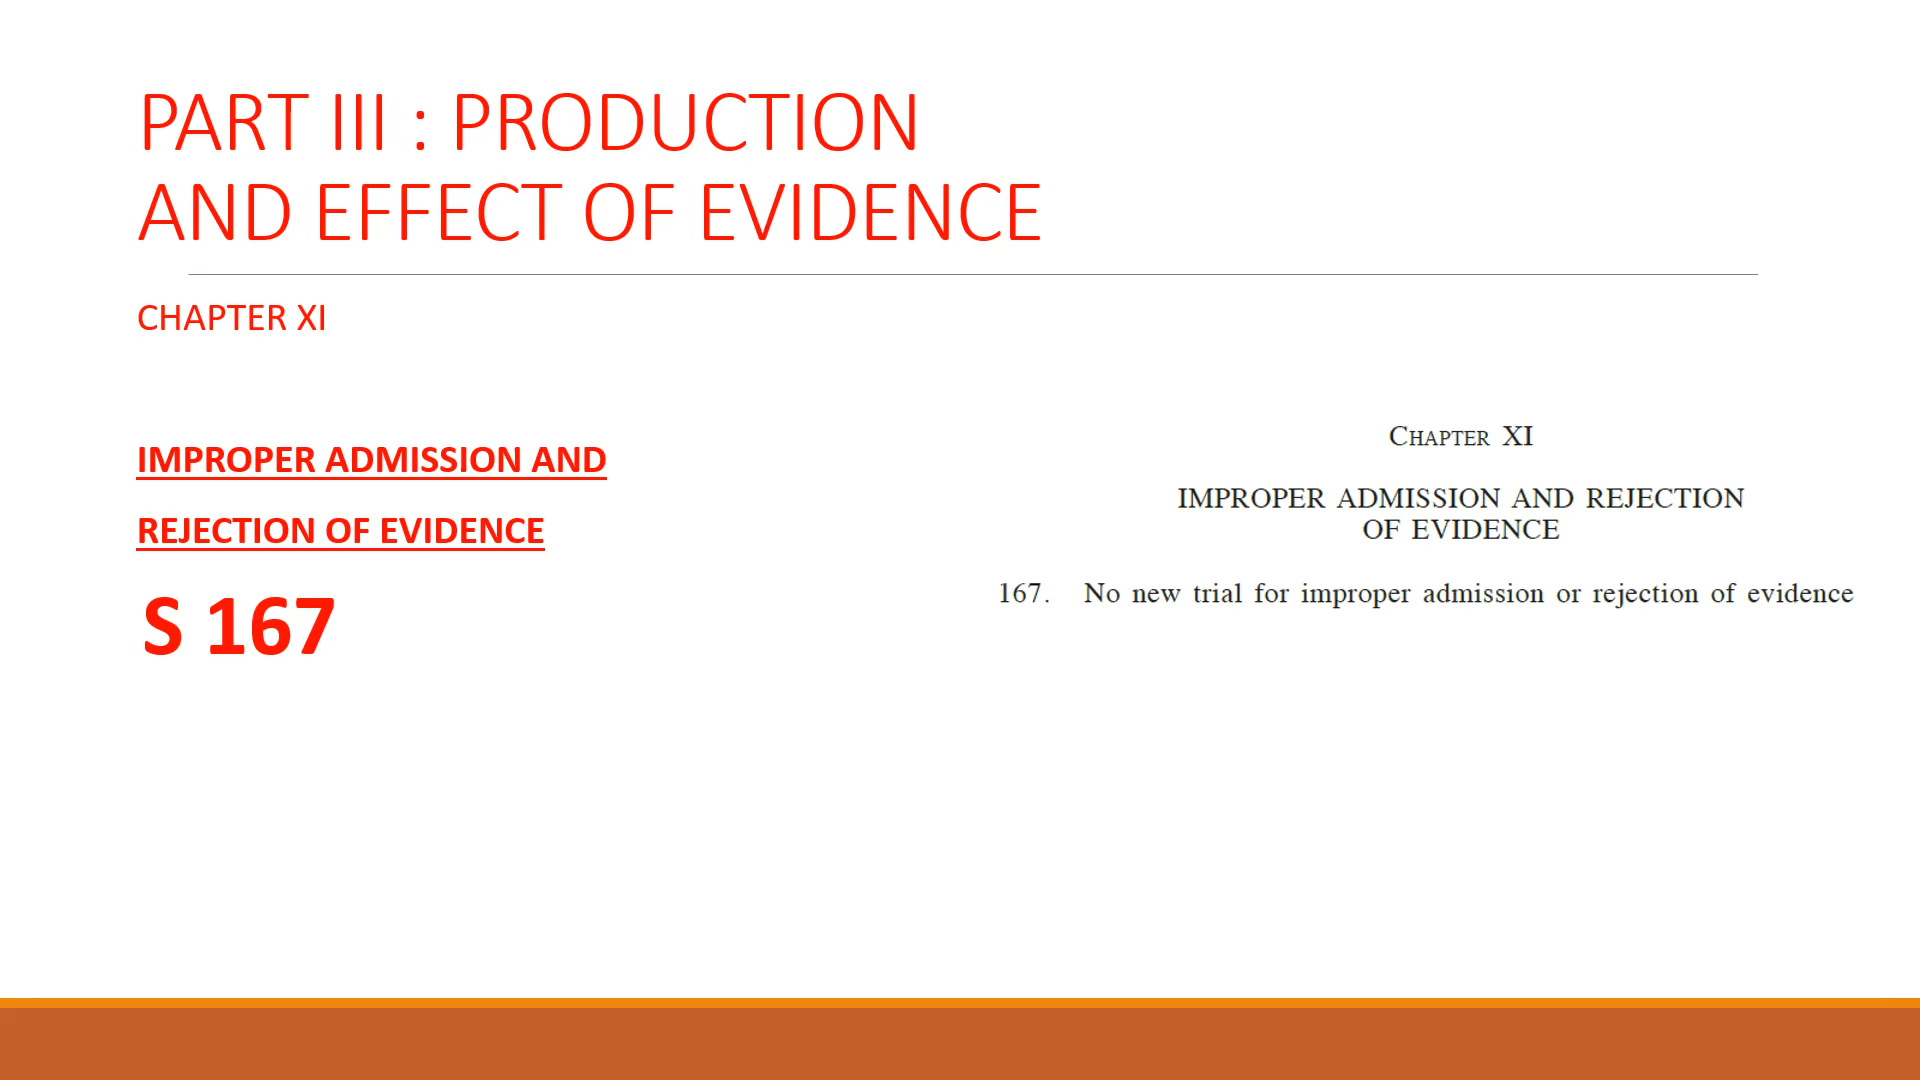 PART III : PRODUCTION
AND EFFECT OF EVIDENCE
CHAPTER XI
IMPROPER ADMISSION AND
REJECTION OF EVIDENCE
S 167
CHAPTER XI
IMPROPER ADMISSION AND REJECTION
OF EVIDENCE
167. No new trial for improper admission or rejection of evidence